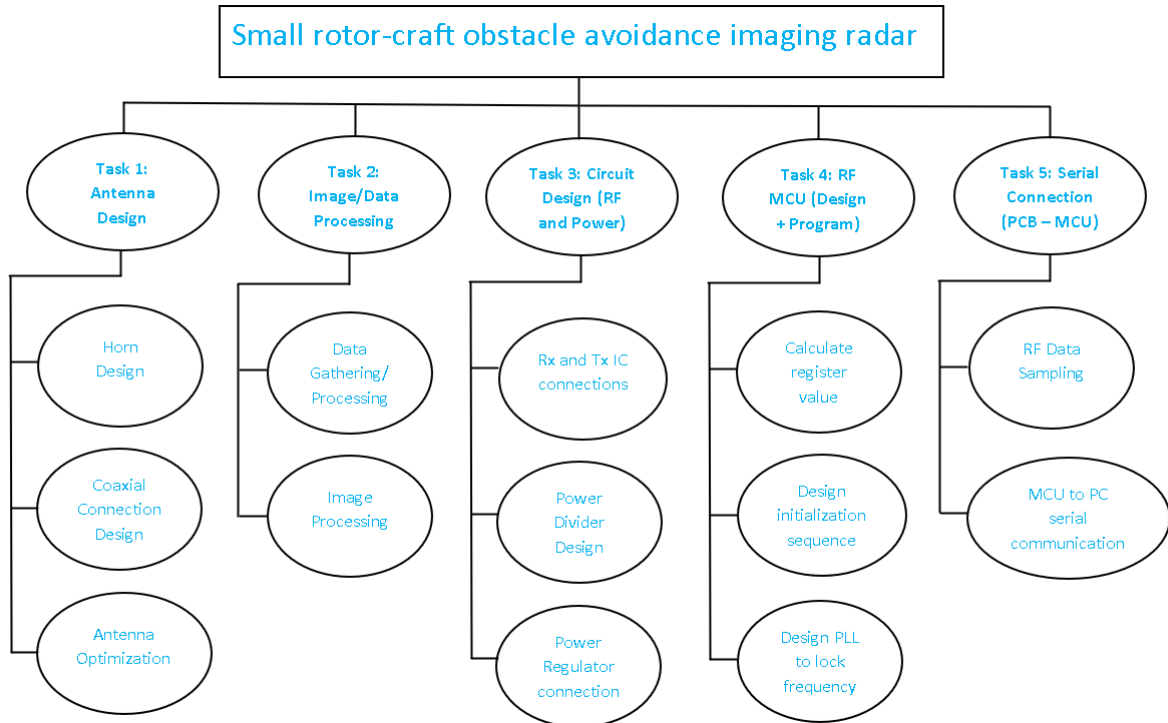 Small rotor-craft obstacle avoidance imaging radar
Task 1:
Antenna
Design
Horn
Design
Coaxial
Connection
Design
Antenna
Optimization
Task 2:
Image/Data
Processing
Data
Gathering/
Processing
Image
Processing
Task 3: Circuit
Design (RF
and Power)
Rx and Tx IC
connections
Power
Divider
Design
Power
Regulator
connection
Task 4: RF
MCU (Design
+ Program)
Calculate
register
value
Design
initialization
sequence
Design PLL
to lock
frequency
Task 5: Serial
Connection
(PCB – MCU)
RF Data
Sampling
MCU to PC
serial
communication